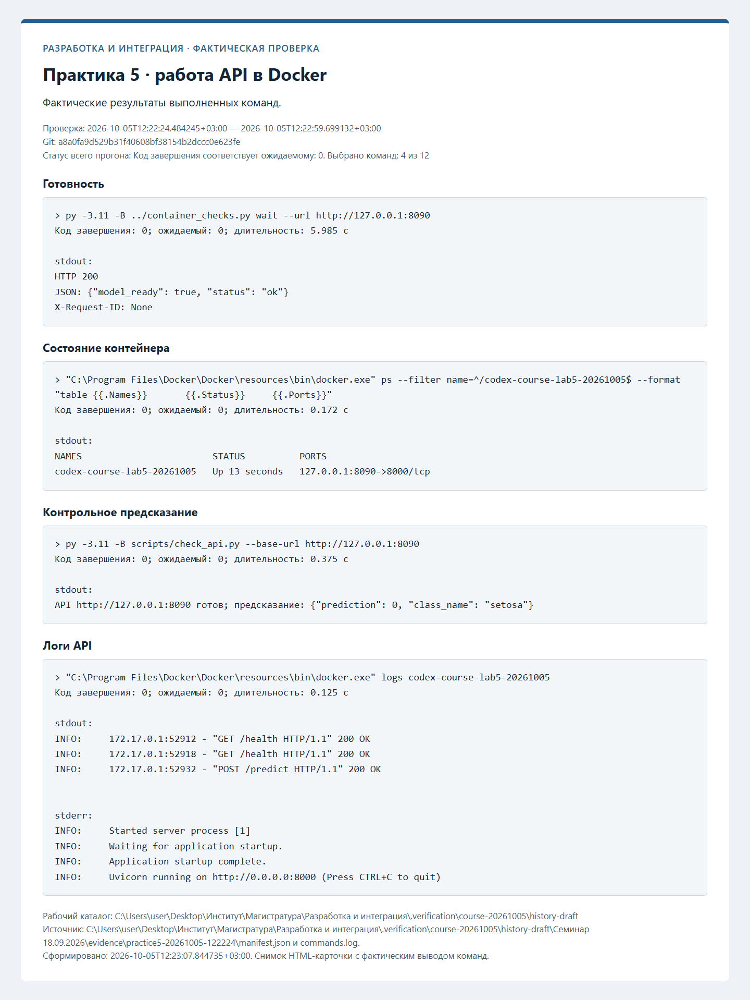 РАЗРАБОТКА И ИНТЕГРАЦИЯ · ФАКТИЧЕСКАЯ ПРОВЕРКА
Практика 5 · работа API в Docker
Фактические результаты выполненных команд.
Проверка: 2026-10-05T12:22:24.484245+03:00 — 2026-10-05T12:22:59.699132+03:00
Git: a8a0fa9d529b31f40608bf38154b2dccc0e623fe
Статус всего прогона: Код завершения соответствует ожидаемому: 0. Выбрано команд: 4 из 12
Готовность
> py -3.11 -B ../container_checks.py wait --url http://127.0.0.1:8090
Код завершения: 0; ожидаемый: 0; длительность: 5.985 с
stdout:
HTTP 200
JSON: {"model_ready": true, "status": "ok"}
X-Request-ID: None
Состояние контейнера
> "C:\Program Files\Docker\Docker\resources\bin\docker.exe" ps --filter name=^/codex-course-lab5-20261005$ --format
"table {{.Names}}       {{.Status}}     {{.Ports}}"
Код завершения: 0; ожидаемый: 0; длительность: 0.172 с
stdout:
NAMES                        STATUS          PORTS
codex-course-lab5-20261005   Up 13 seconds   127.0.0.1:8090->8000/tcp
Контрольное предсказание
> py -3.11 -B scripts/check_api.py --base-url http://127.0.0.1:8090
Код завершения: 0; ожидаемый: 0; длительность: 0.375 с
stdout:
API http://127.0.0.1:8090 готов; предсказание: {"prediction": 0, "class_name": "setosa"}
Логи API
> "C:\Program Files\Docker\Docker\resources\bin\docker.exe" logs codex-course-lab5-20261005
Код завершения: 0; ожидаемый: 0; длительность: 0.125 с
stdout:
INFO:     172.17.0.1:52912 - "GET /health HTTP/1.1" 200 OK
INFO:     172.17.0.1:52918 - "GET /health HTTP/1.1" 200 OK
INFO:     172.17.0.1:52932 - "POST /predict HTTP/1.1" 200 OK
stderr:
INFO:     Started server process [1]
INFO:     Waiting for application startup.
INFO:     Application startup complete.
INFO:     Uvicorn running on http://0.0.0.0:8000 (Press CTRL+C to quit)
Рабочий каталог: C:\Users\user\Desktop\Институт\Магистратура\Разработка и интеграция\.verification\course-20261005\history-draft
Источник: C:\Users\user\Desktop\Институт\Магистратура\Разработка и интеграция\.verification\course-20261005\history-draft\Семинар
18.09.2026\evidence\practice5-20261005-122224\manifest.json и commands.log.
Сформировано: 2026-10-05T12:23:07.844735+03:00. Снимок HTML-карточки с фактическим выводом команд.